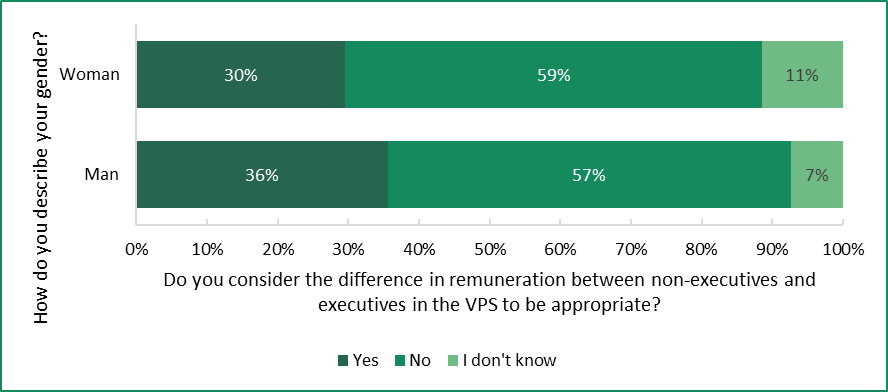 How do you describe your gender?
Woman
30%
59%
11%
Man
36%
57%
7%
0% 10% 20% 30% 40% 50% 60% 70% 80% 90% 100%
Do you consider the difference in remuneration between non-executives and
executives in the VPS to be appropriate?
Yes No I don't know